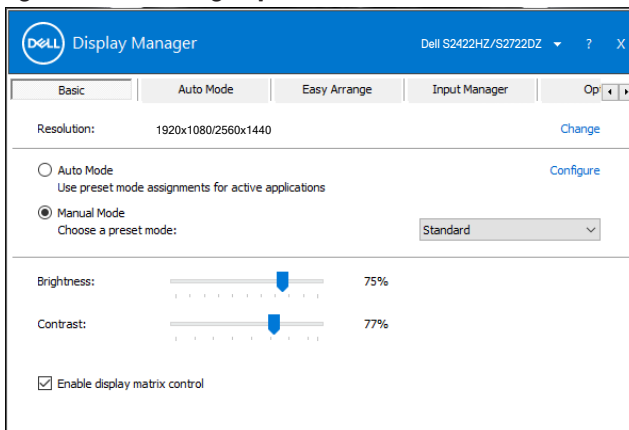 DELL Display Manager Dell S2422HZ/S2722DZ ? X
Basic Auto Mode Easy Arrange Input Manager Op
Resolution: 1920x1080/2560x1440 Change
Auto Mode Configure
Use preset mode assignments for active applications
Manual Mode
Choose a preset mode: Standard
Brightness: 75%
Contrast: 77%
Enable display matrix control